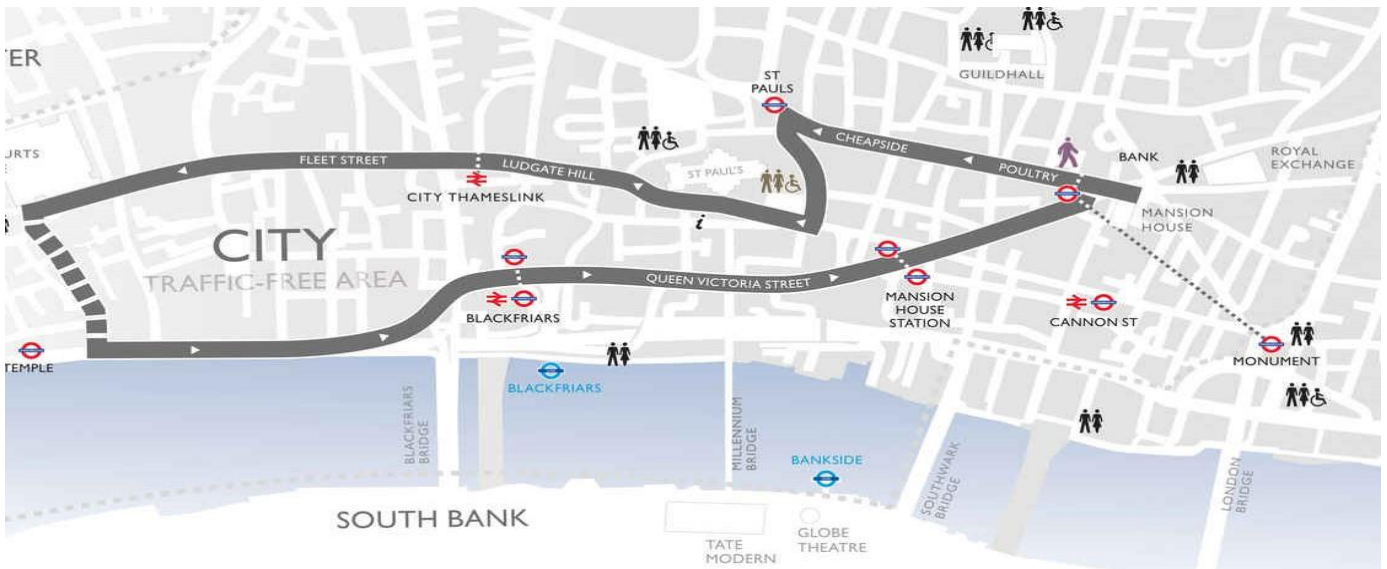 TER
GUILDHALL
ST
PAULS
CHEAPSIDE
POULTRY
BANK
ROYAL
EXCHANGE
URTS
FLEET STREET
LUDGATE HILL
ST PAUL'S
CITY THAMESLINK
i
MANSION
HOUSE
CITY
TRAFFIC-FREE AREA
QUEEN VICTORIA STREET
MANSION
HOUSE
STATION
BLACKFRIARS
CANNON ST
TEMPLE
MONUMENT
BLACKFRIARS
BLACKFRIARS
BRIDGE
MILLENNIUM
BRIDGE
BANKSIDE
SOUTHWARK
BRIDGE
LONDON
BRIDGE
SOUTH BANK
TATE
MODERN
GLOBE
THEATRE